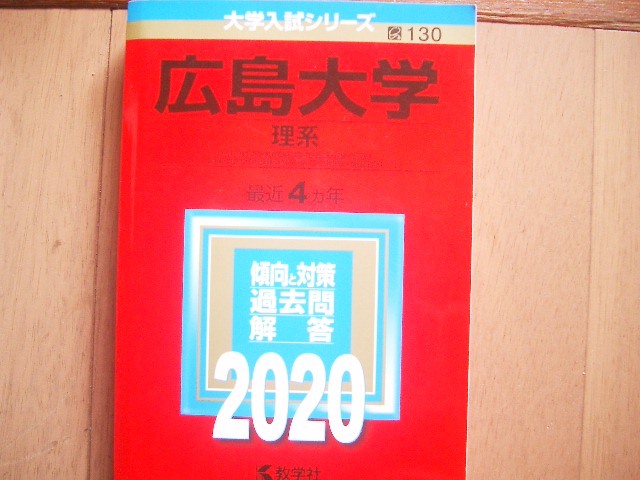 大学入試シリーズ
130
広島大学
理系
最近4カ年
傾向と対策
過去問
解答
2020
教学社